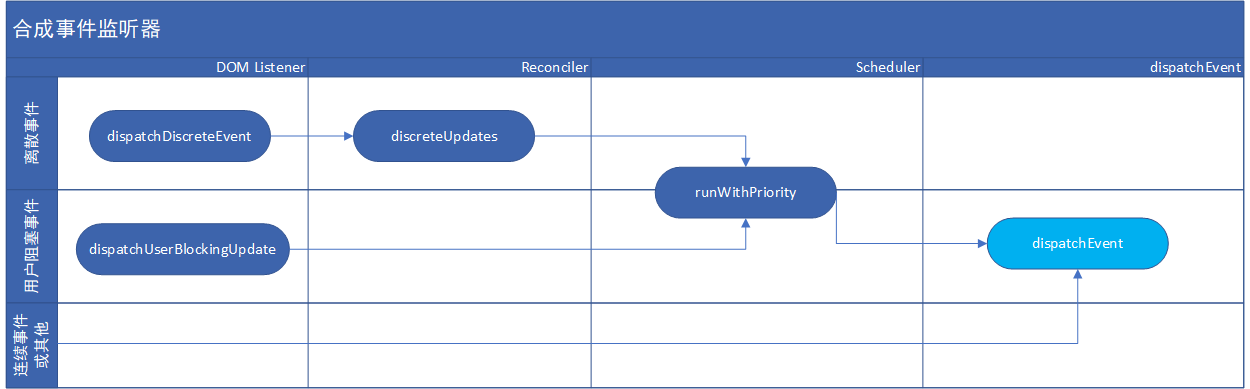 合成事件监听器
DOM Listener
Reconciler
Scheduler
dispatchEvent
离散事件
dispatchDiscreteEvent
discreteUpdates
runWithPriority
用户阻塞事件
dispatchUserBlockingUpdate
dispatchEvent
连续事件
或其他